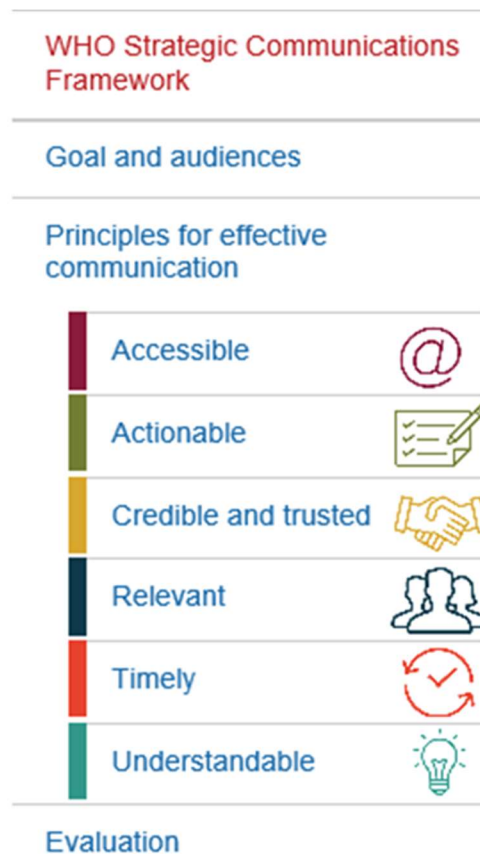 WHO Strategic Communications
Framework
Goal and audiences
Principles for effective
communication
Accessible
@
Actionable
Credible and trusted
Relevant
Timely
Understandable
Evaluation